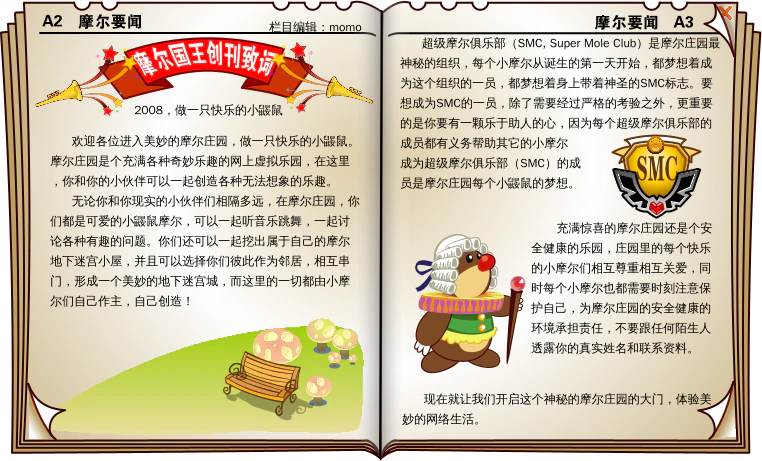 A2 摩尔要闻
栏目编辑：momo
摩尔国王创刊致词
2008，做一只快乐的小鼹鼠
欢迎各位进入美妙的摩尔庄园，做一只快乐的小鼹鼠。
摩尔庄园是个充满各种奇妙乐趣的网上虚拟乐园，在这里
，你和你的小伙伴可以一起创造各种无法想象的乐趣。
无论你和你现实的小伙伴们相隔多远，在摩尔庄园，你
们都是可爱的小鼹鼠摩尔，可以一起听音乐跳舞，一起讨
论各种有趣的问题。你们还可以一起挖出属于自己的摩尔
地下迷宫小屋，并且可以选择你们彼此作为邻居，相互串
门，形成一个美妙的地下迷宫城，而这里的一切都由小摩
尔们自己作主，自己创造！
摩尔要闻 A3
超级摩尔俱乐部（SMC, Super Mole Club）是摩尔庄园最
神秘的组织，每个小摩尔从诞生的第一天开始，都梦想着成
为这个组织的一员，都梦想着身上带着神圣的SMC标志。要
想成为SMC的一员，除了需要经过严格的考验之外，更重要
的是你要有一颗乐于助人的心，因为每个超级摩尔俱乐部的
成员都有义务帮助其它的小摩尔
成为超级摩尔俱乐部（SMC）的成
员是摩尔庄园每个小鼹鼠的梦想。
SMC
充满惊喜的摩尔庄园还是个安
全健康的乐园，庄园里的每个快乐
的小摩尔们相互尊重相互关爱，同
时每个小摩尔也都需要时刻注意保
护自己，为摩尔庄园的安全健康的
环境承担责任，不要跟任何陌生人
透露你的真实姓名和联系资料。
现在就让我们开启这个神秘的摩尔庄园的大门，体验美
妙的网络生活。